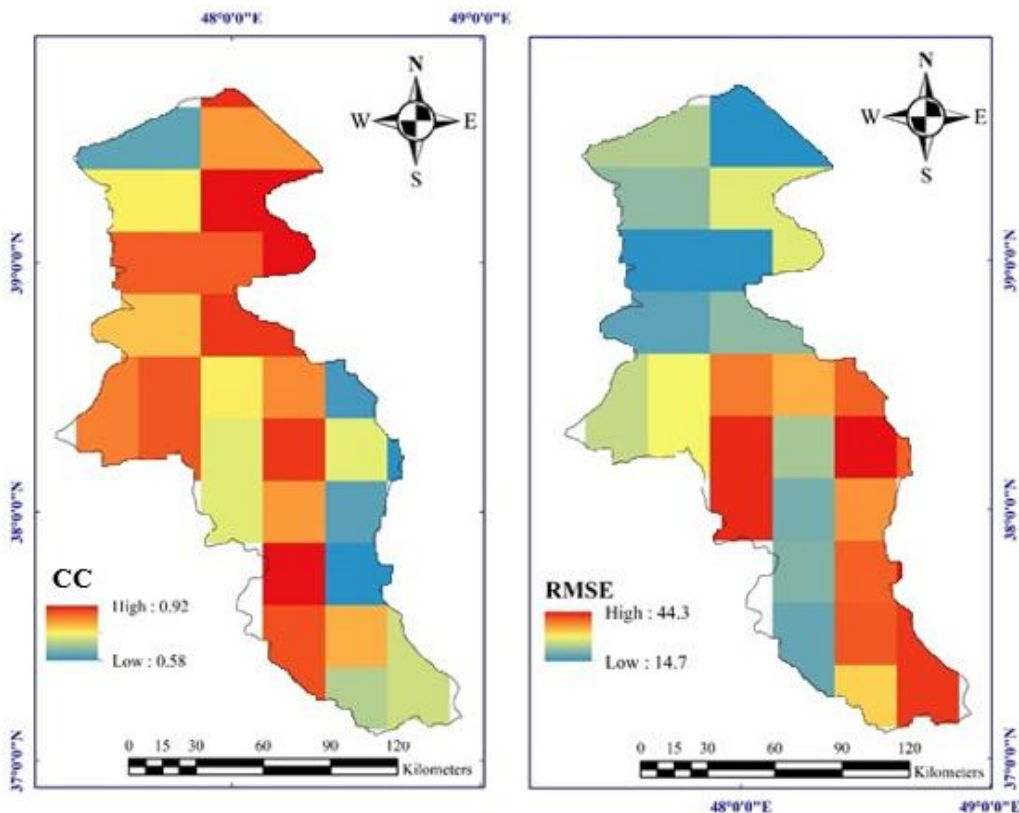 48°0'0"E
49°0'0"E
N
W
E
S
39°0'0"N
38°0'0"N
37°0'0"N
CC
High : 0.92
Low : 0.58
0 15 30 60 90 120
Kilometers
N
W
E
S
39°0'0"N
38°0'0"N
37°0'0"N
RMSE
High : 44.3
Low : 14.7
0 15 30 60 90 120
Kilometers
48°0'0"E
49°0'0"E